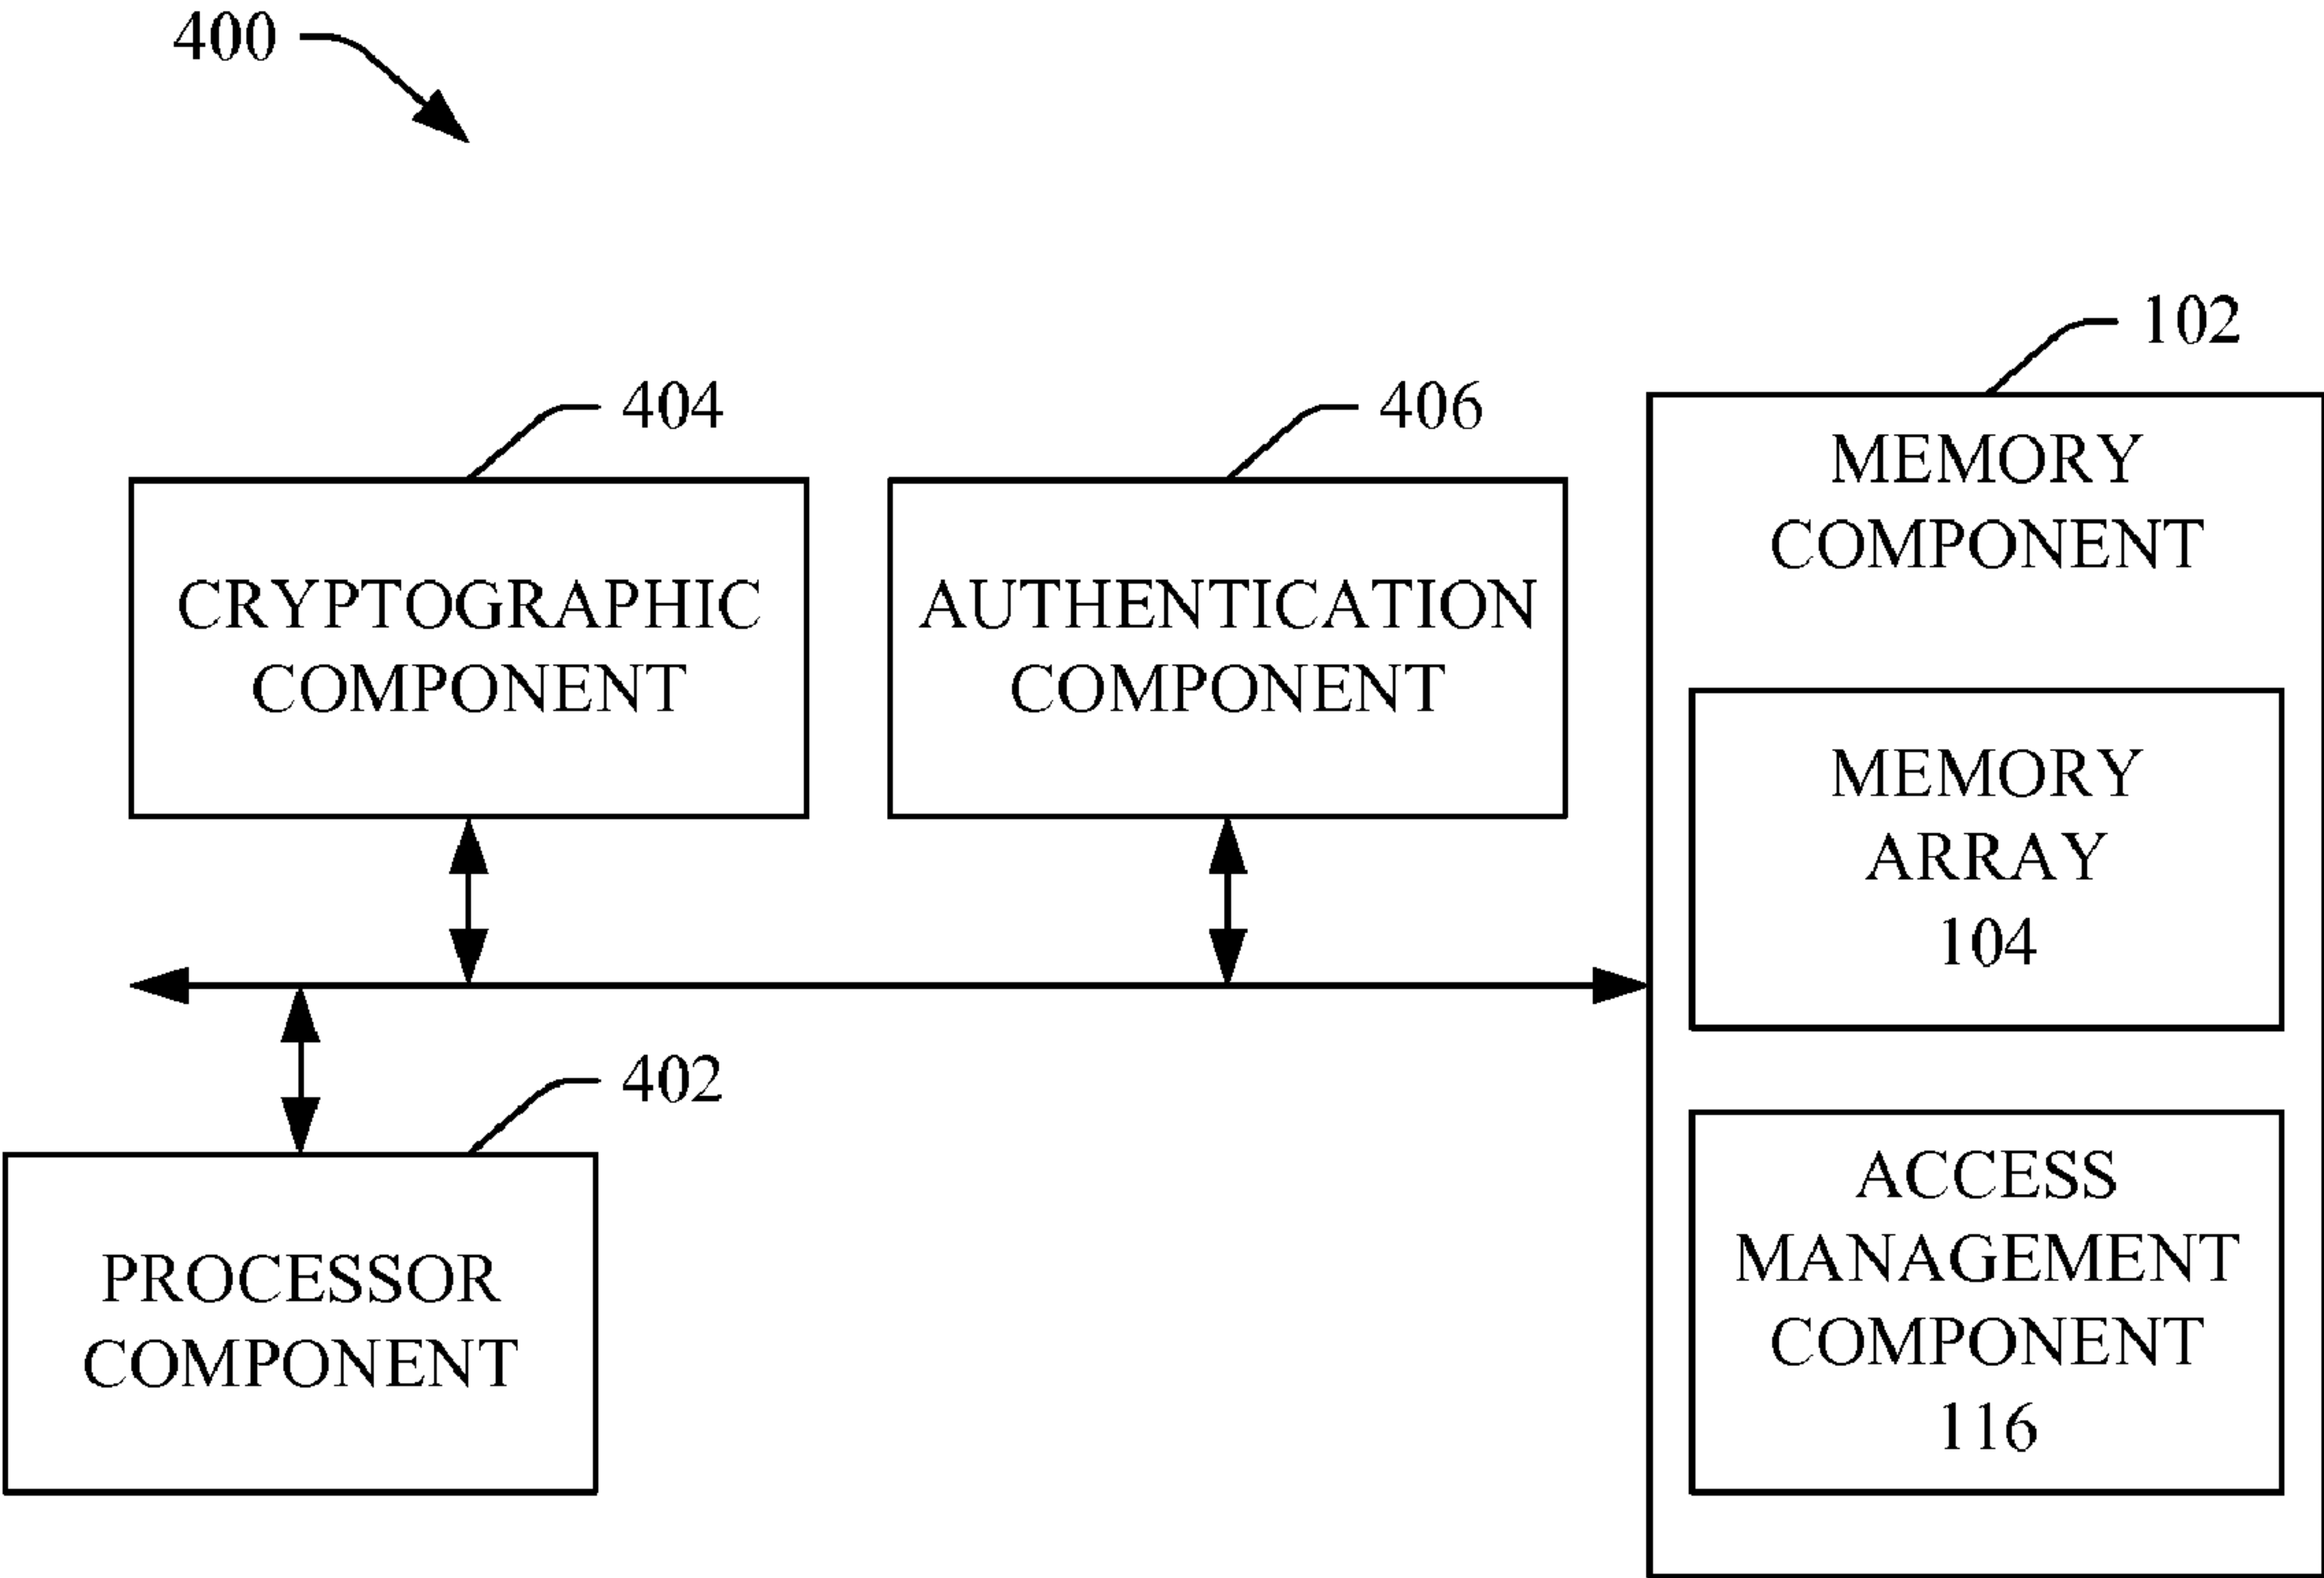 400
102
404
406
MEMORY
COMPONENT
CRYPTOGRAPHIC
COMPONENT
AUTHENTICATION
COMPONENT
MEMORY
ARRAY
104
402
PROCESSOR
COMPONENT
ACCESS
MANAGEMENT
COMPONENT
116